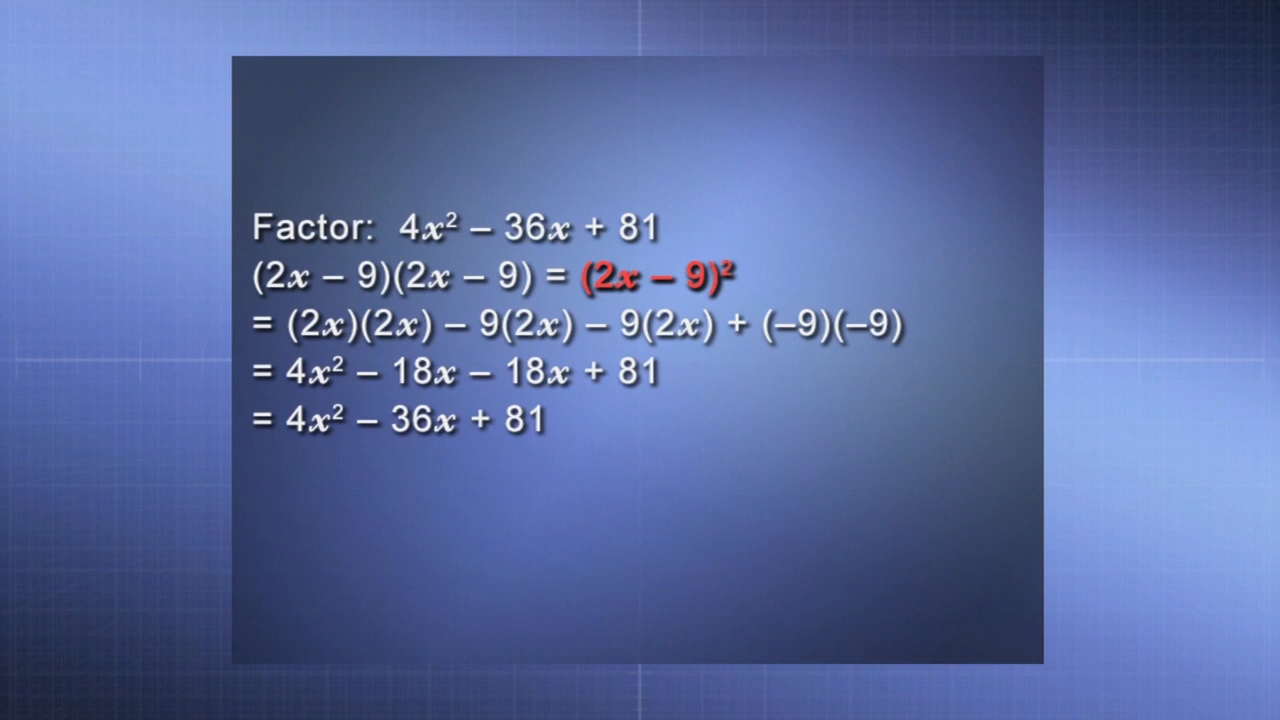 Factor: 4x² – 36x + 81
(2x – 9)(2x – 9) = (2x – 9)²
= (2x)(2x) – 9(2x) – 9(2x) + (–9)(–9)
= 4x² – 18x – 18x + 81
= 4x² – 36x + 81